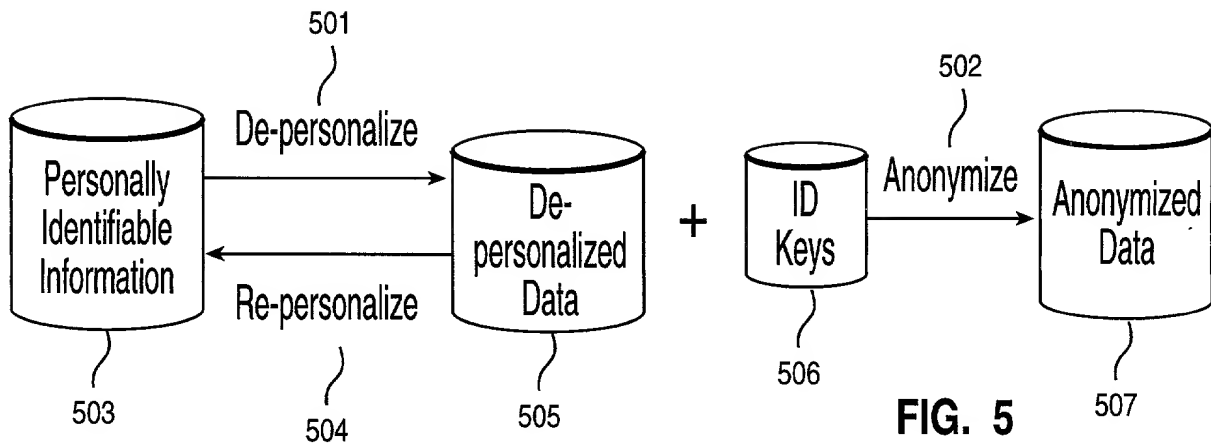 501
502
De-personalize
Personally
Identifiable
Information
De-
personalized
Data
+
ID
Keys
Anonymize
Anonymized
Data
Re-personalize
503
504
505
506
507
FIG. 5